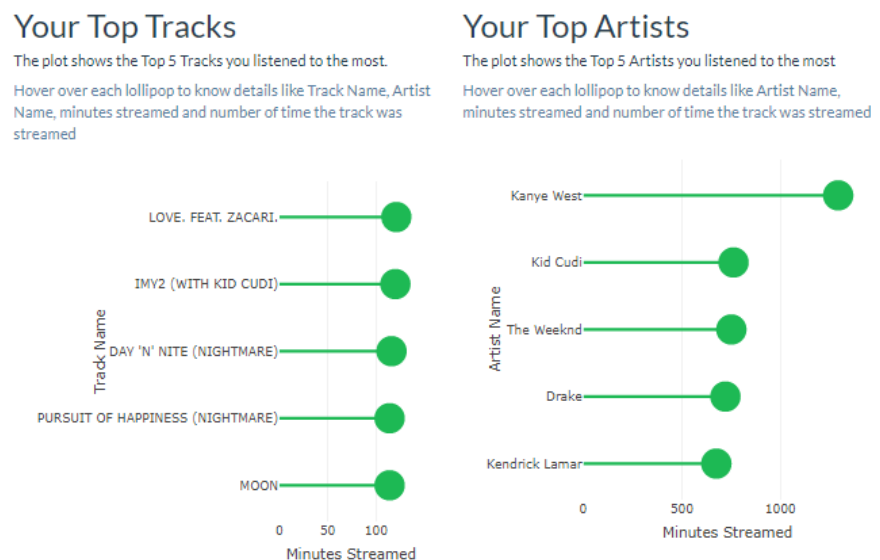 Your Top Tracks
The plot shows the Top 5 Tracks you listened to the most.
Hover over each lollipop to know details like Track Name, Artist
Name, minutes streamed and number of time the track was
streamed
Track Name
LOVE. FEAT. ZACARI.
IMY2 (WITH KID CUDI)
DAY 'N' NITE (NIGHTMARE)
PURSUIT OF HAPPINESS (NIGHTMARE)
MOON
0 50 100
Minutes Streamed
Your Top Artists
The plot shows the Top 5 Artists you listened to the most
Hover over each lollipop to know details like Artist Name,
minutes streamed and number of time the track was streamed
Artist Name
Kanye West
Kid Cudi
The Weeknd
Drake
Kendrick Lamar
0 500 1000
Minutes Streamed